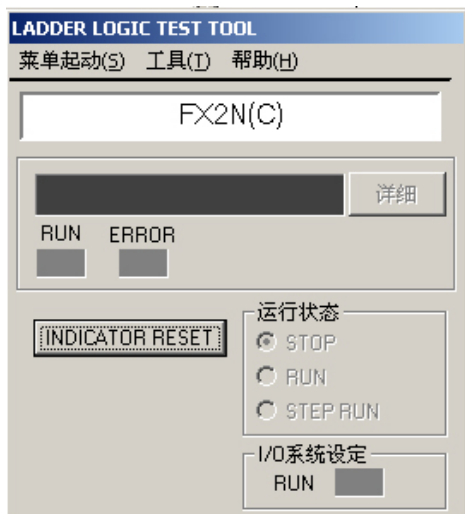 LADDER LOGIC TEST TOOL
菜单起动(S) 工具(T) 帮助(H)
FX2N(C)
详细
RUN ERROR
INDICATOR RESET
运行状态
STOP
RUN
STEP RUN
I/O系统设定
RUN